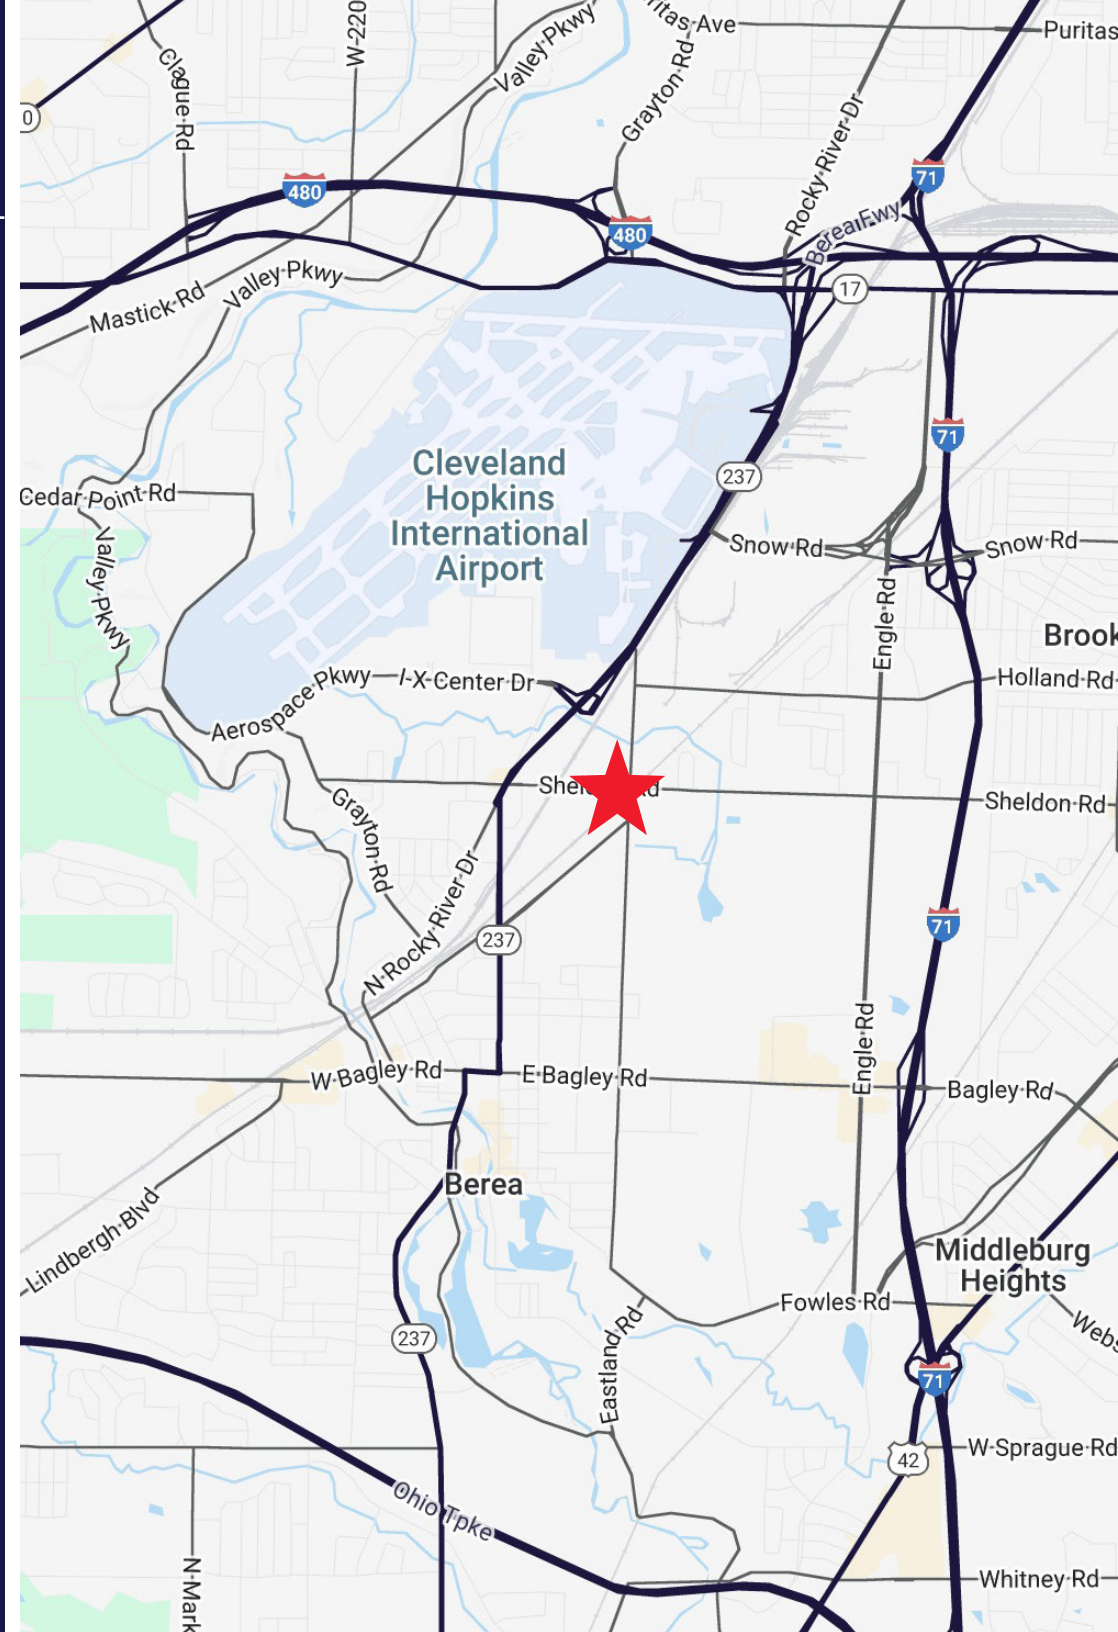 Puritas
W-220
Clague·Rd
Valley·Pkwy
Grayton·Rd
Rocky·River·Dr
0
480
71
480
Berea·Fwy
17
Valley·Pkwy
Mastick·Rd
71
Cleveland
Hopkins
International
Airport
237
Cedar·Point·Rd
Snow·Rd
Snow·Rd
Valley·Pkwy
Engle·Rd
Brook
I-X·Center·Dr
Holland·Rd
Aerospace·Pkwy
Sheldon·Rd
Grayton·Rd
N·Rocky·River·Dr
71
237
Engle·Rd
W·Bagley·Rd
E·Bagley·Rd
Bagley·Rd
Berea
Lindbergh·Blvd
Middleburg
Heights
Fowles·Rd
237
Eastland·Rd
Webs
71
42
W·Sprague·Rd
Ohio·Tpke
Whitney·Rd
N·Mark